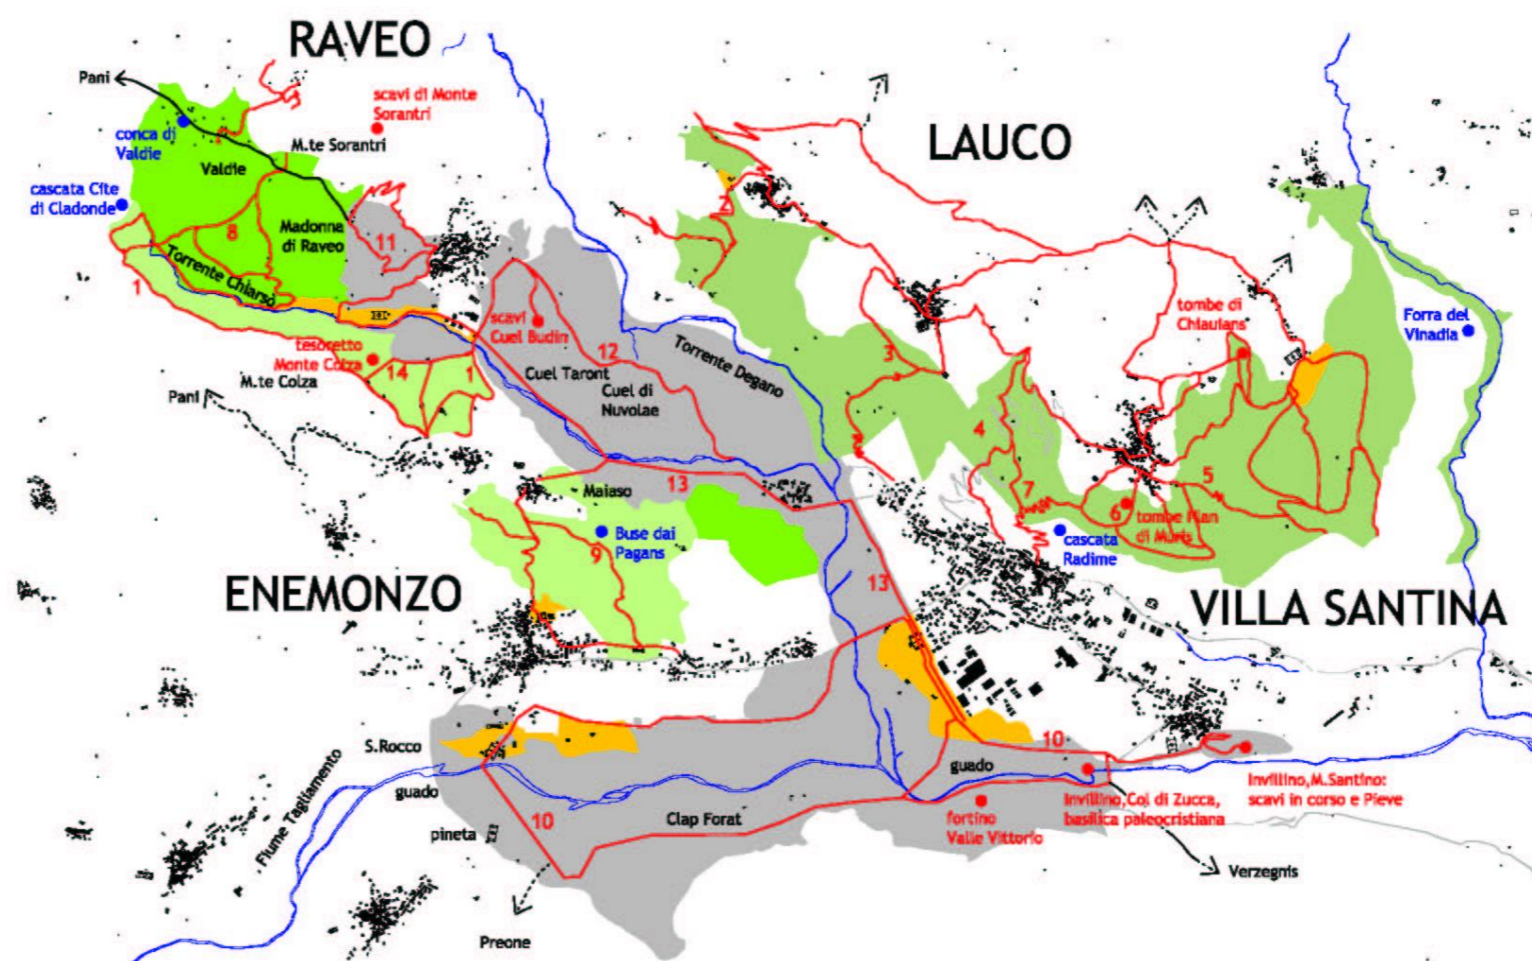 RAVEO
Pani
scavi di Monte
Sorantri
conca di
Valdie
M.te Sorantri
Valdie
cascata Cite
di Cladonde
8
Madonna
di Raveo
11
Torrente Chiarsò
1
tesoretto
Monte Colza
M.te Colza
14
1
Pani
scavi
Cuel Budin
12
Cuel Taront
Cuel di
Nuvolae
Torrente Degano
LAUCO
2
3
4
tombe di
Chiauians
Forra del
Vinadia
5
6
7
tombe Plan
di Muris
cascata
Radime
Maiaso
13
Buse dai
Pagans
9
13
ENEMONZO
VILLA SANTINA
S.Rocco
guado
Fiume Tagliamento
pineta
10
Clap Forat
guado
10
fortino
Valle Vittorio
Invillino,Col di Zucca,
basilica paleocristiana
Invillino,M.Santino:
scavi in corso e Pieve
Verzegnis
Preone